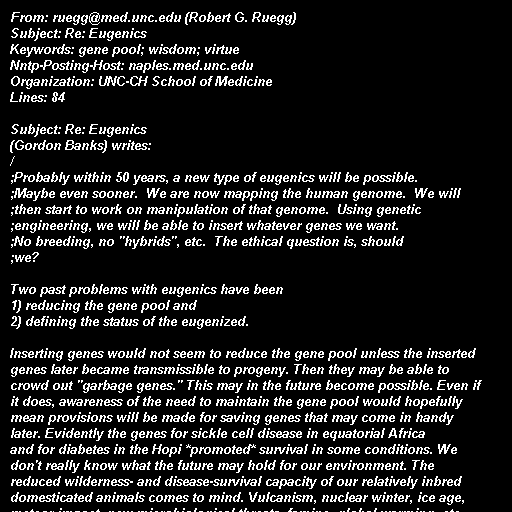 From: ruegg@med.unc.edu (Robert G. Ruegg)
Subject: Re: Eugenics
Keywords: gene pool; wisdom; virtue
Nntp-Posting-Host: naples.med.unc.edu
Organization: UNC-CH School of Medicine
Lines: 84

Subject: Re: Eugenics
(Gordon Banks) writes:
/
;Probably within 50 years, a new type of eugenics will be possible.
;Maybe even sooner.  We are now mapping the human genome.  We will
;then start to work on manipulation of that genome.  Using genetic
;engineering, we will be able to insert whatever genes we want.
;No breeding, no "hybrids", etc.  The ethical question is, should
;we?

Two past problems with eugenics have been
1) reducing the gene pool and
2) defining the status of the eugenized.

Inserting genes would not seem to reduce the gene pool unless the inserted
genes later became transmissible to progeny. Then they may be able to
crowd out "garbage genes." This may in the future become possible. Even if
it does, awareness of the need to maintain the gene pool would hopefully
mean provisions will be made for saving genes that may come in handy
later. Evidently the genes for sickle cell disease in equatorial Africa
and for diabetes in the Hopi *promoted* survival in some conditions. We
don't really know what the future may hold for our environment. The
reduced wilderness- and disease-survival capacity of our relatively inbred
domesticated animals comes to mind. Vulcanism, nuclear winter, ice age,
meteor impact, new microbiological threats, famine, global warming, etc.